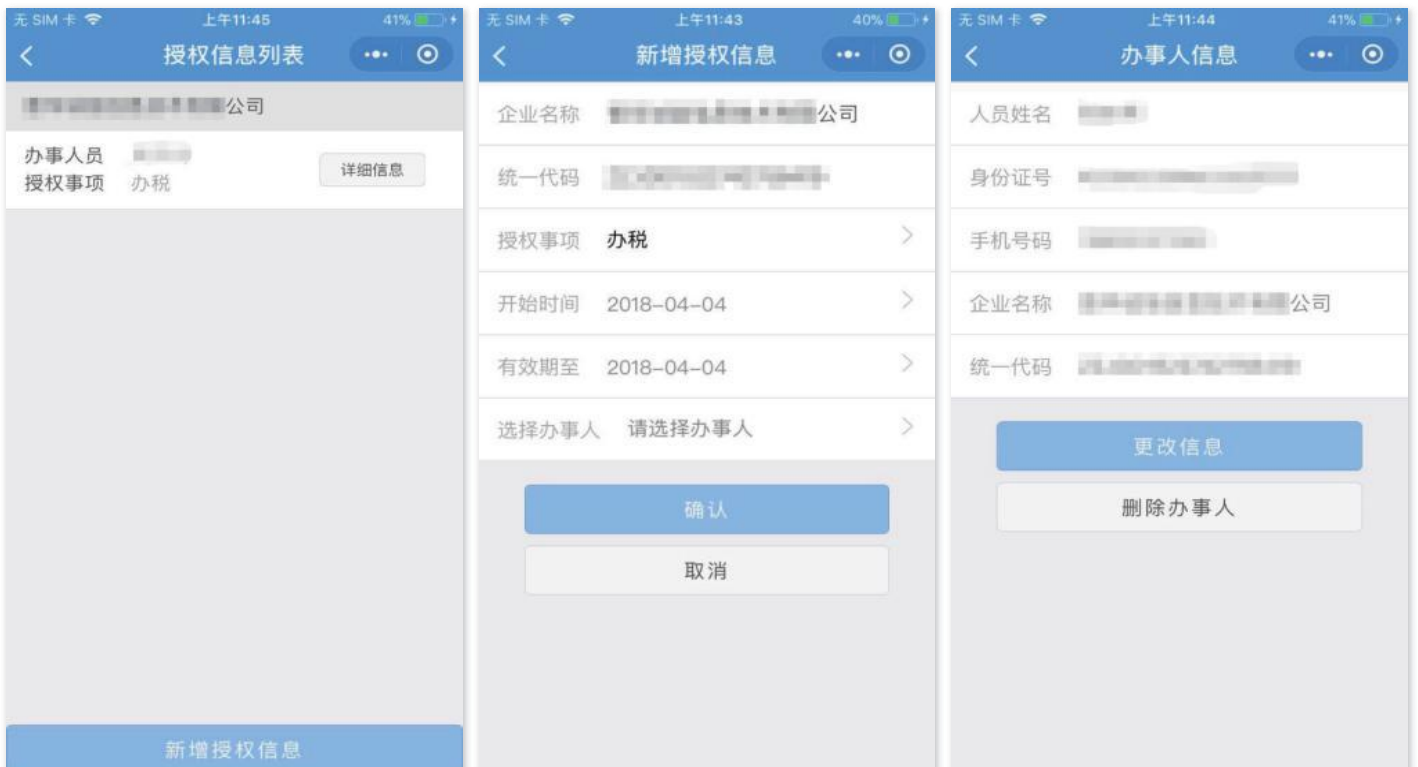 无 SIM 卡 上午11:45 41%
授权信息列表
公司
办事人员
授权事项 办税
详细信息
新增授权信息
无 SIM 卡 上午11:43 40%
新增授权信息
企业名称 公司
统一代码
授权事项 办税
开始时间 2018-04-04
有效期至 2018-04-04
选择办事人 请选择办事人
确认
取消
无 SIM 卡 上午11:44 41%
办事人信息
人员姓名
身份证号
手机号码
企业名称 公司
统一代码
更改信息
删除办事人